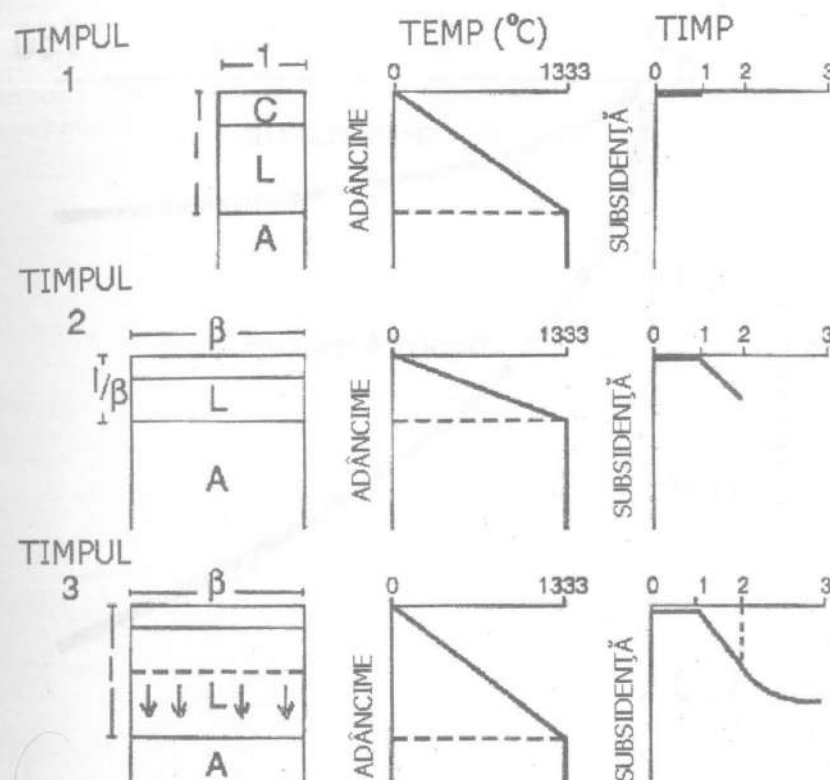 TIMPUL
1
1
C
L
A
TEMP (°C)
0 1333
ADÂNCIME
TIMP
0 1 2 3
SUBSIDENȚĂ
TIMPUL
2
β
1/β
L
A
0 1333
ADÂNCIME
0 1 2 3
SUBSIDENȚĂ
TIMPUL
3
β
L
A
0 1333
ADÂNCIME
0 1 2 3
SUBSIDENȚĂ